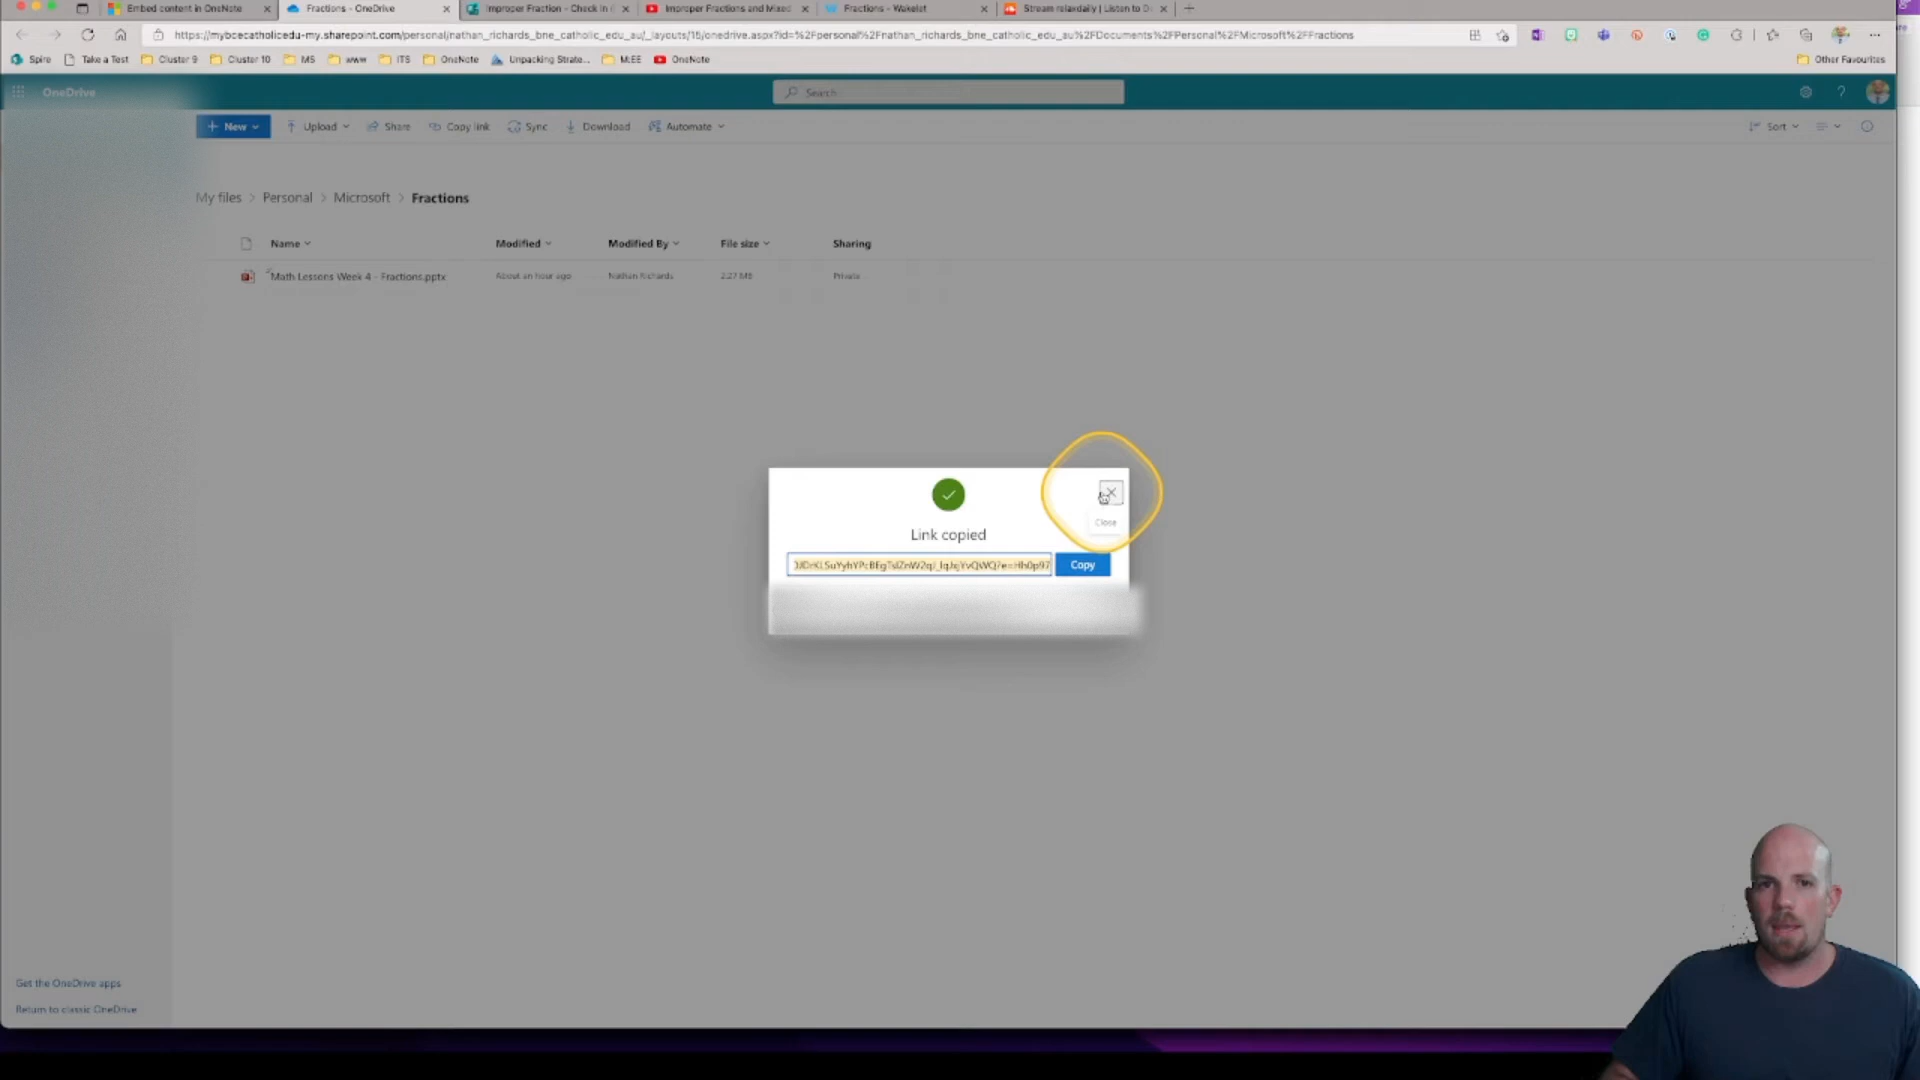 Embed content in OneNote
Fractions - OneDrive
Improper Fraction - Check In
Improper Fractions and Mixed
Fractions - Wakelet
Stream relaxdaily | Listen to D
https://mybcecatholicedu-my.sharepoint.com/personal/nathan_richards_bne_catholic_edu_au/_layouts/15/onedrive.aspx?id=%2Fpersonal%2Fnathan_richards_bne_catholic_edu_au%2FDocuments%2FPersonal%2FMicrosoft%2FFractions
Spire
Take a Test
Cluster 9
Cluster 10
MS
www
ITS
OneNote
Unpacking Strate...
MIEE
OneNote
Other Favourites
OneDrive
Search
?
New
Upload
Share
Copy link
Sync
Download
Automate
Sort
My files > Personal > Microsoft > Fractions
Name
Modified
Modified By
File size
Sharing
Math Lessons Week 4 - Fractions.pptx
About an hour ago
Nathan Richards
2.27 MB
Private
Close
Link copied
Copy
Get the OneDrive apps
Return to classic OneDrive